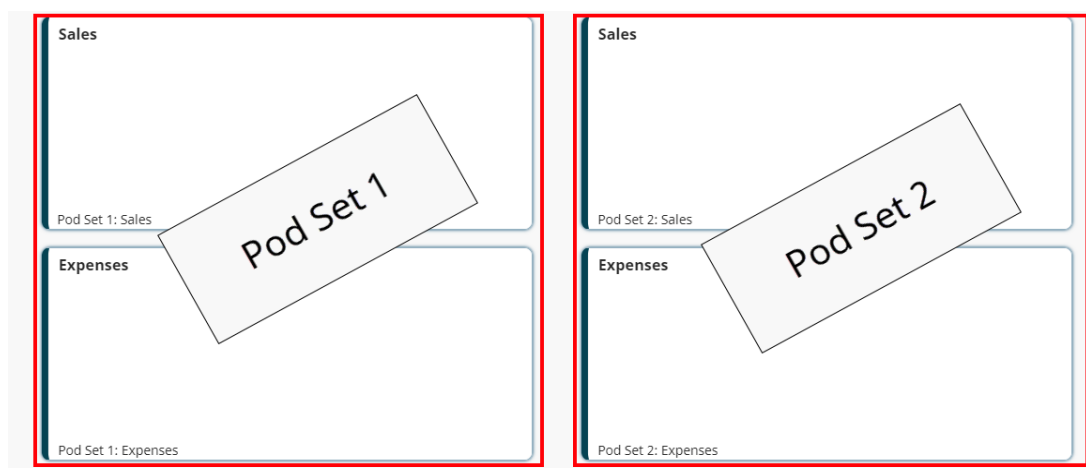 Sales
Pod Set 1
Pod Set 1: Sales
Expenses
Pod Set 1: Expenses
Sales
Pod Set 2
Pod Set 2: Sales
Expenses
Pod Set 2: Expenses